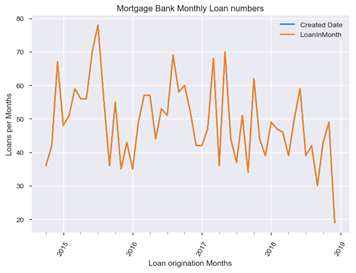 Mortgage Bank Monthly Loan numbers
80
70
60
50
40
30
20
Loans per Months
Created Date
LoanInMonth
2015
2016
2017
2018
2019
Loan origination Months